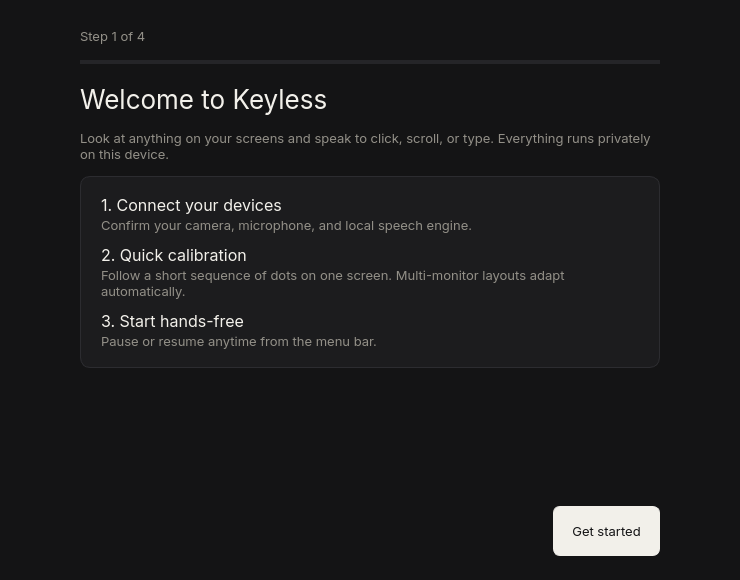 Step 1 of 4
Welcome to Keyless
Look at anything on your screens and speak to click, scroll, or type. Everything runs privately
on this device.
1. Connect your devices
Confirm your camera, microphone, and local speech engine.
2. Quick calibration
Follow a short sequence of dots on one screen. Multi-monitor layouts adapt
automatically.
3. Start hands-free
Pause or resume anytime from the menu bar.
Get started